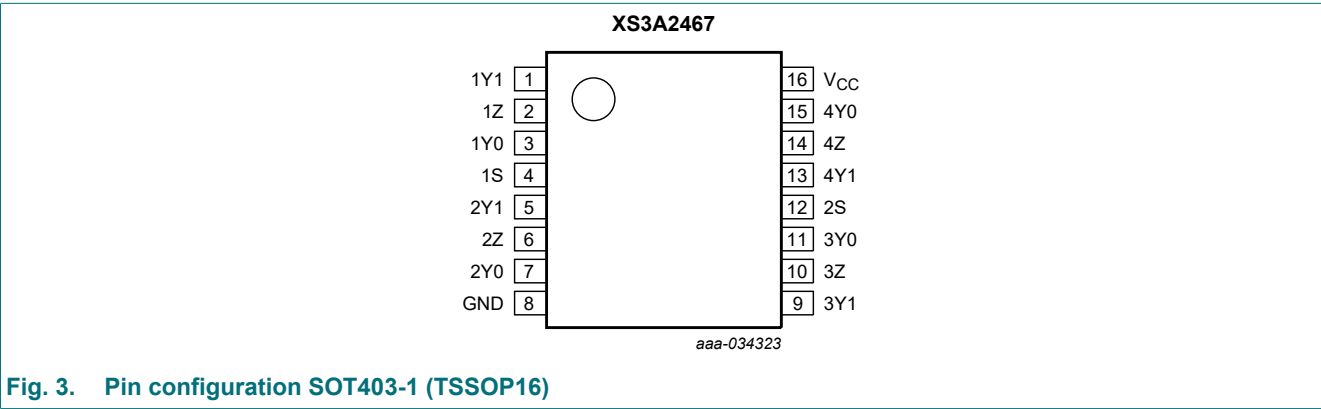 XS3A2467
1Y1 1 16 VCC
1Z 2 15 4Y0
1Y0 3 14 4Z
1S 4 13 4Y1
2Y1 5 12 2S
2Z 6 11 3Y0
2Y0 7 10 3Z
GND 8 9 3Y1
aaa-034323
Fig. 3. Pin configuration SOT403-1 (TSSOP16)